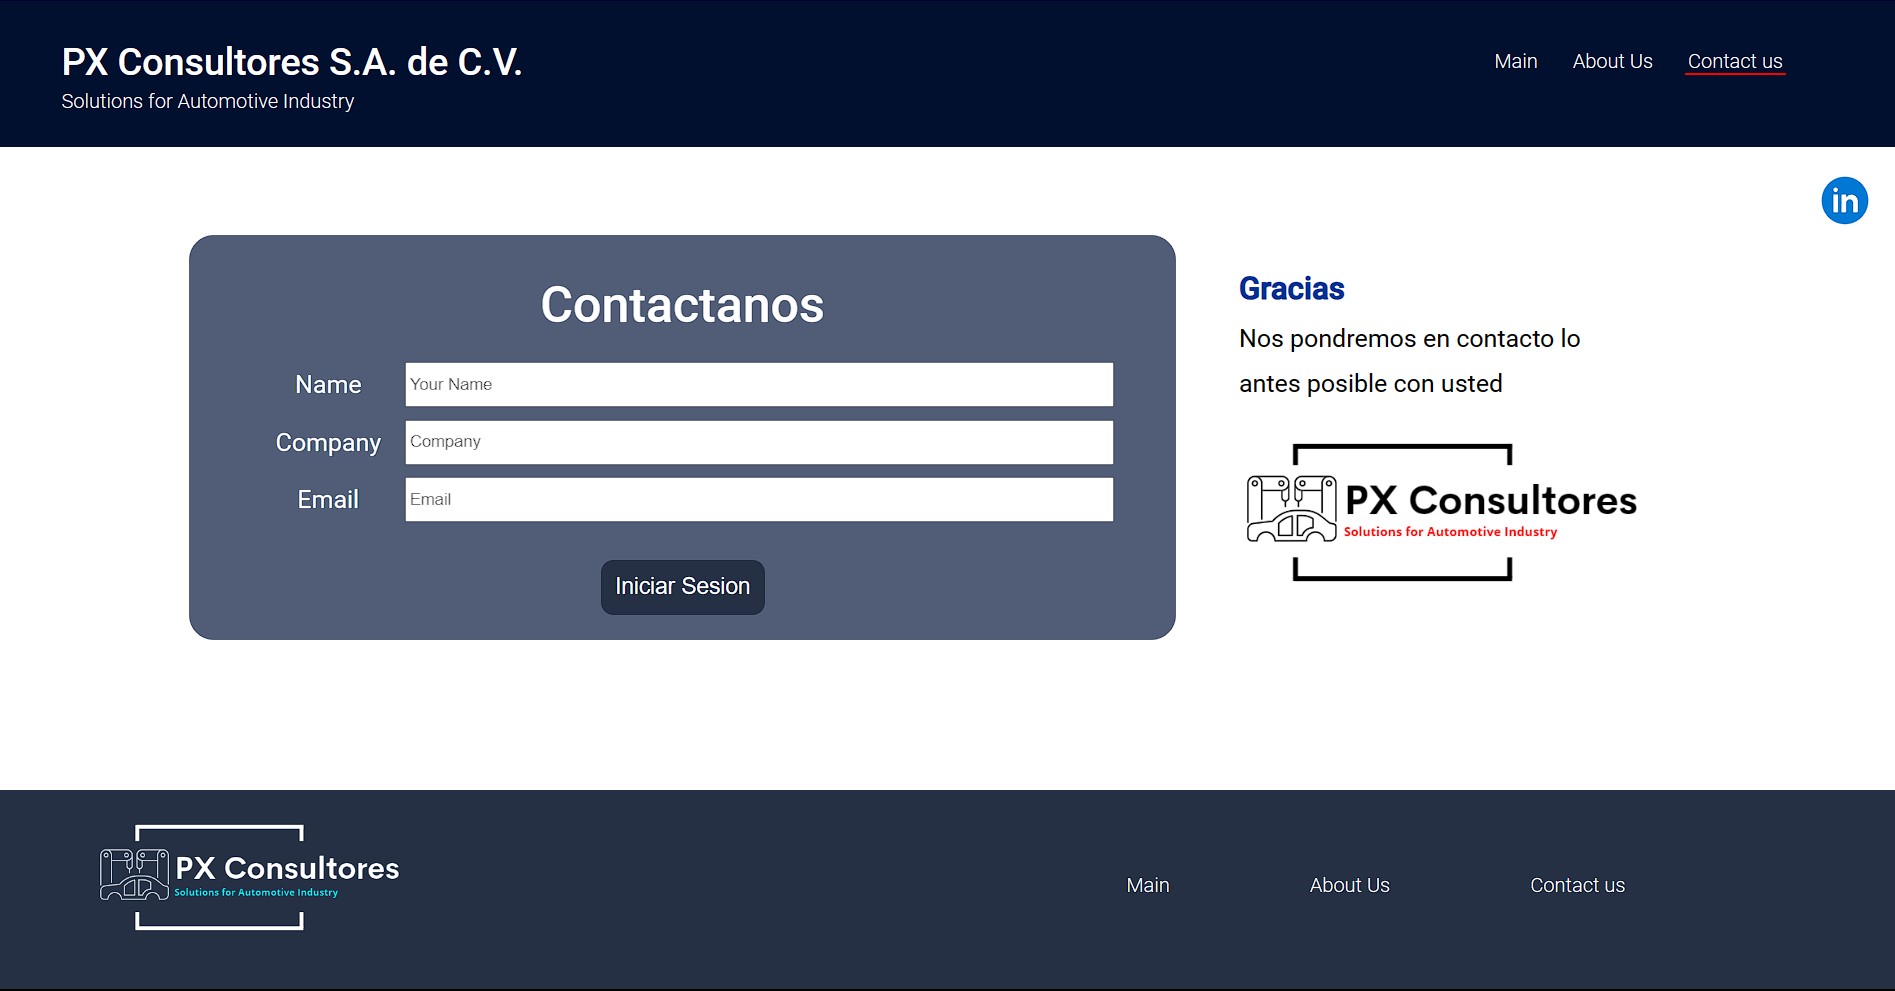 PX Consultores S.A. de C.V.
Solutions for Automotive Industry
Main
About Us
Contact us
in
Contactanos
Name
Your Name
Company
Company
Email
Email
Iniciar Sesion
Gracias
Nos pondremos en contacto lo
antes posible con usted
PX Consultores
Solutions for Automotive Industry
PX Consultores
Solutions for Automotive Industry
Main
About Us
Contact us